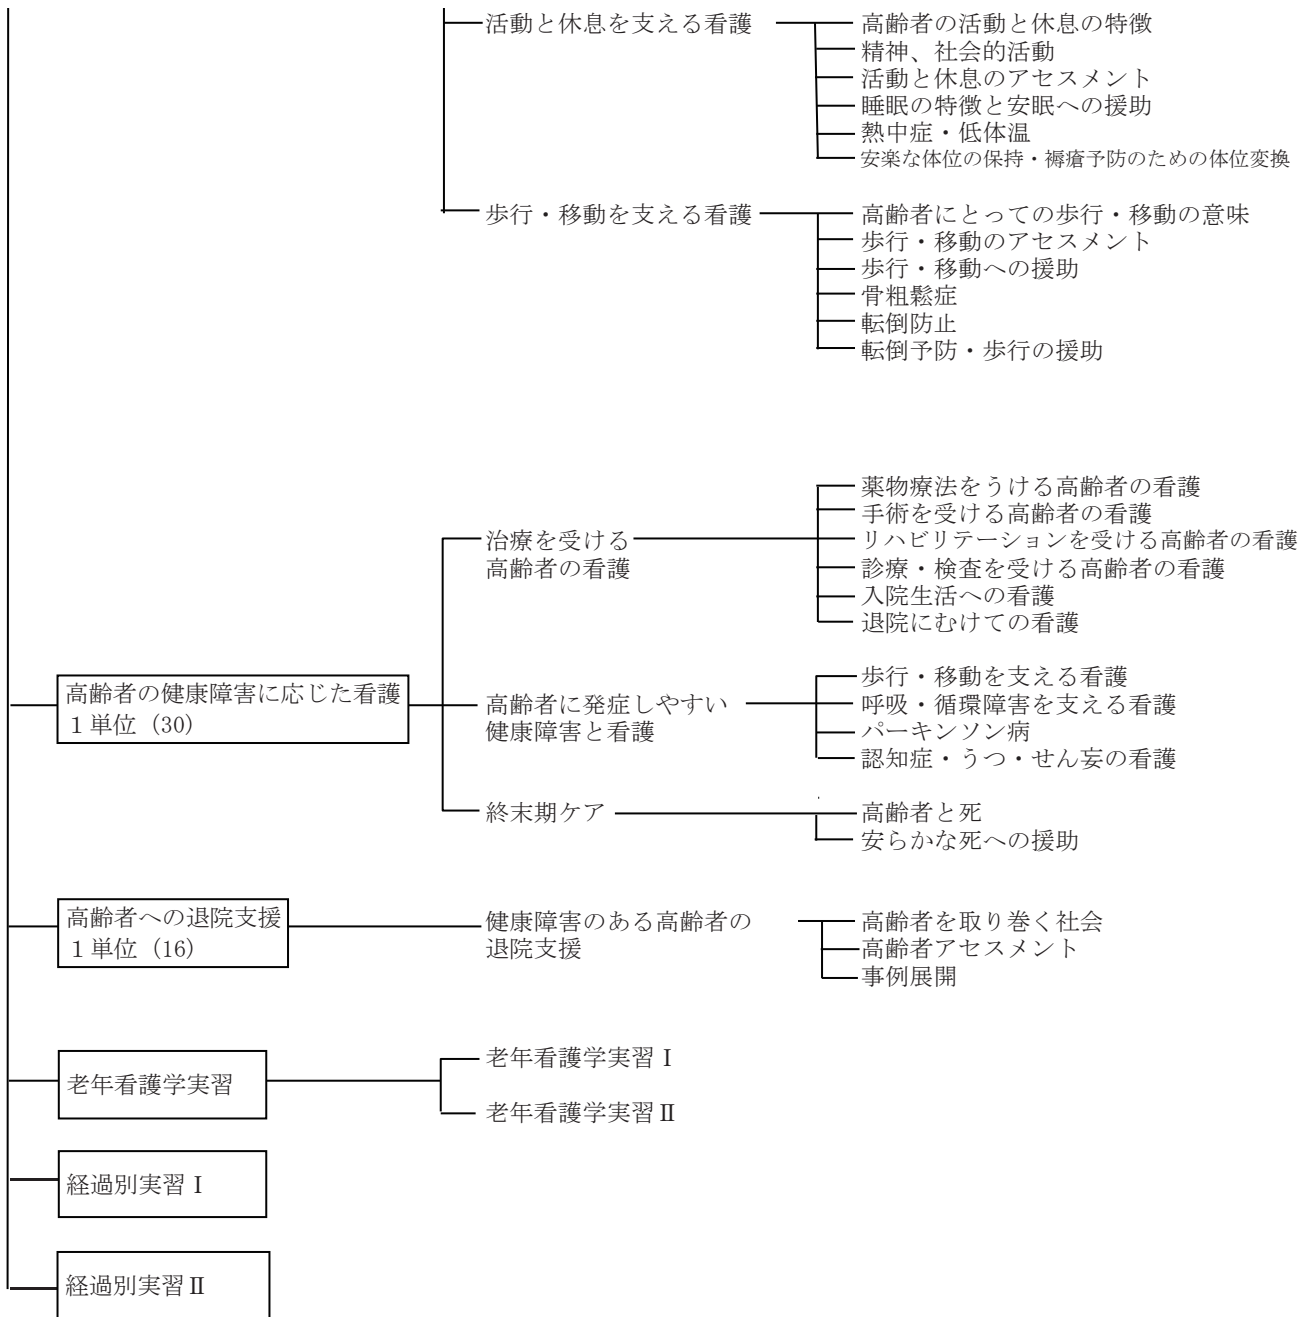 活動と休息を支える看護
高齢者の活動と休息の特徴
精神、社会的活動
活動と休息のアセスメント
睡眠の特徴と安眠への援助
熱中症・低体温
安楽な体位の保持・褥瘡予防のための体位変換
歩行・移動を支える看護
高齢者にとっての歩行・移動の意味
歩行・移動のアセスメント
歩行・移動への援助
骨粗鬆症
転倒防止
転倒予防・歩行の援助
高齢者の健康障害に応じた看護
１単位（30）
治療を受ける
高齢者の看護
薬物療法をうける高齢者の看護
手術を受ける高齢者の看護
リハビリテーションを受ける高齢者の看護
診療・検査を受ける高齢者の看護
入院生活への看護
退院にむけての看護
高齢者に発症しやすい
健康障害と看護
歩行・移動を支える看護
呼吸・循環障害を支える看護
パーキンソン病
認知症・うつ・せん妄の看護
終末期ケア
高齢者と死
安らかな死への援助
高齢者への退院支援
１単位（16）
健康障害のある高齢者の
退院支援
高齢者を取り巻く社会
高齢者アセスメント
事例展開
老年看護学実習
老年看護学実習Ⅰ
老年看護学実習Ⅱ
経過別実習Ⅰ
経過別実習Ⅱ